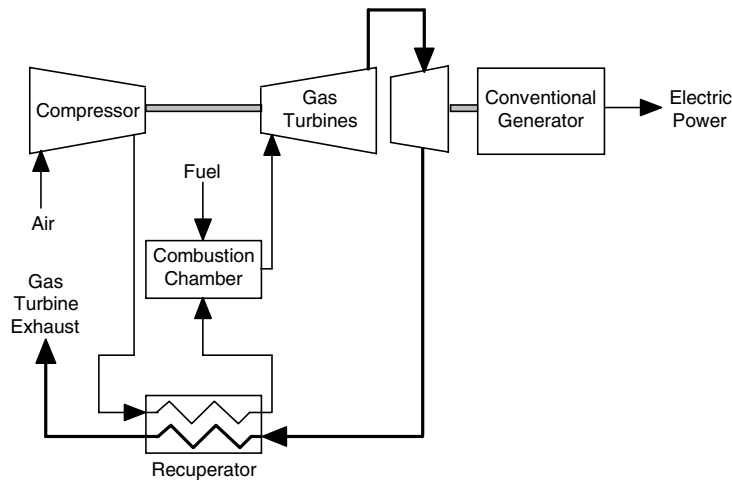 Compressor
Gas
Turbines
Conventional
Generator
Electric
Power
Air
Fuel
Combustion
Chamber
Gas
Turbine
Exhaust
Recuperator